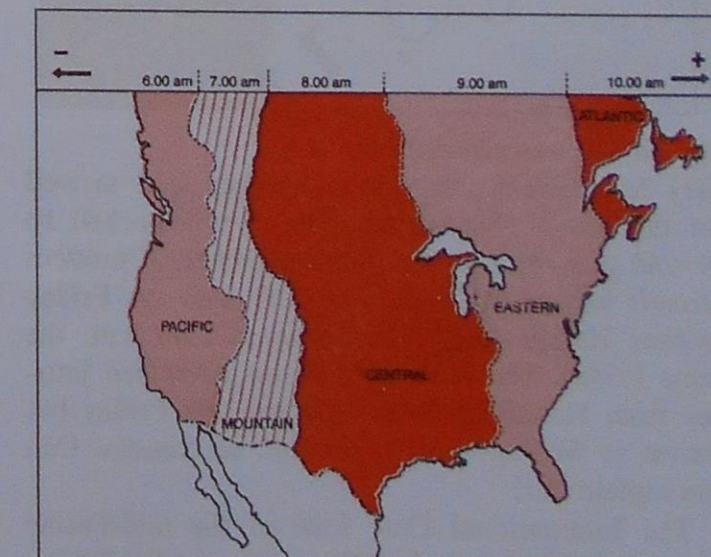 – +
6.00 am 7.00 am 8.00 am 9.00 am 10.00 am
ATLANTIC
EASTERN
PACIFIC
CENTRAL
MOUNTAIN